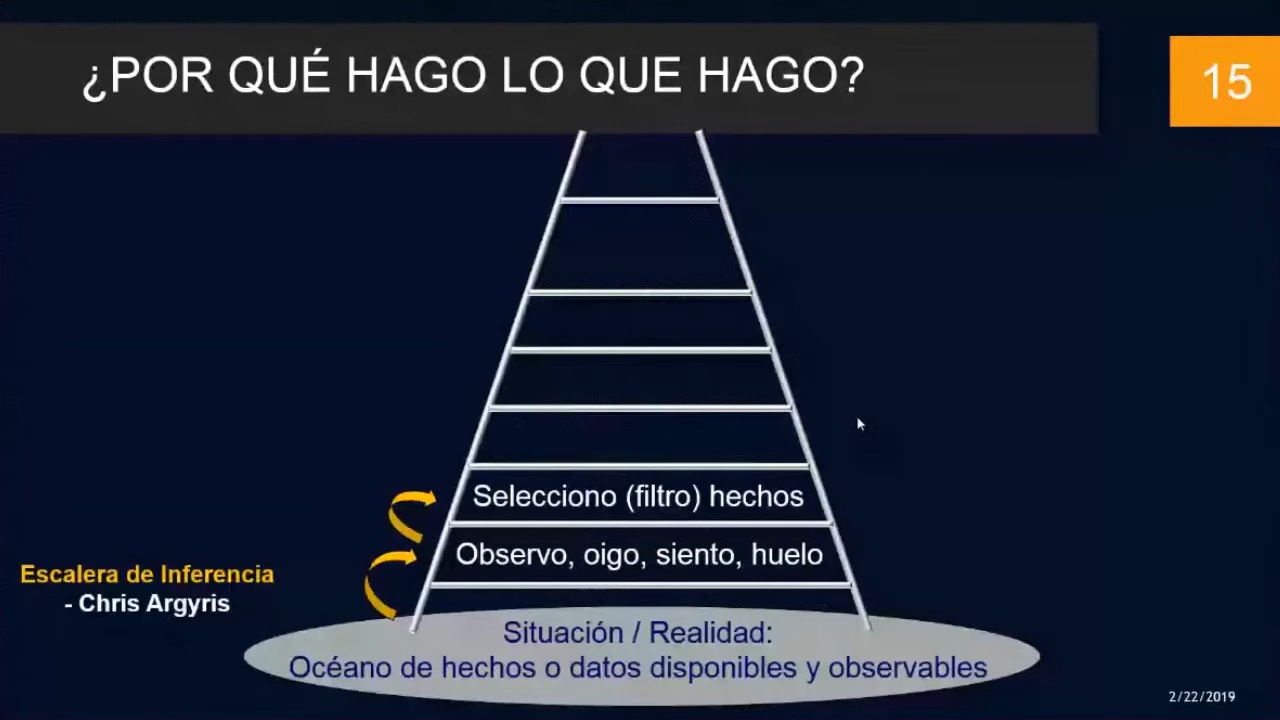 ¿POR QUÉ HAGO LO QUE HAGO?
15
Selecciono (filtro) hechos
Observo, oigo, siento, huelo
Escalera de Inferencia
- Chris Argyris
Situación / Realidad:
Océano de hechos o datos disponibles y observables
2/22/2019